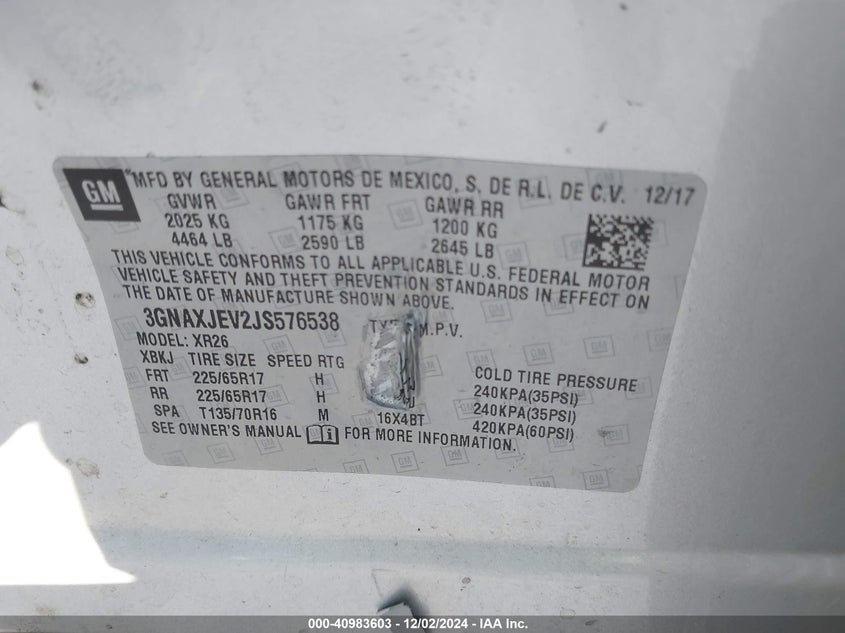 GM
*MFD BY GENERAL MOTORS DE MEXICO, S. DE R.L. DE C.V. 12/17
GVWR GAWR FRT GAWR RR
2025 KG 1175 KG 1200 KG
4464 LB 2590 LB 2645 LB
THIS VEHICLE CONFORMS TO ALL APPLICABLE U.S. FEDERAL MOTOR
VEHICLE SAFETY AND THEFT PREVENTION STANDARDS IN EFFECT ON
THE DATE OF MANUFACTURE SHOWN ABOVE.
3GNAXJEV2JS576538 M.P.V.
MODEL: XR26
XBKJ TIRE SIZE SPEED RTG COLD TIRE PRESSURE
FRT 225/65R17 H 240KPA(35PSI)
RR 225/65R17 H 240KPA(35PSI)
SPA T135/70R16 M 16X4BT 420KPA(60PSI)
SEE OWNER'S MANUAL FOR MORE INFORMATION.
000-40983603 - 12/02/2024 - IAA Inc.